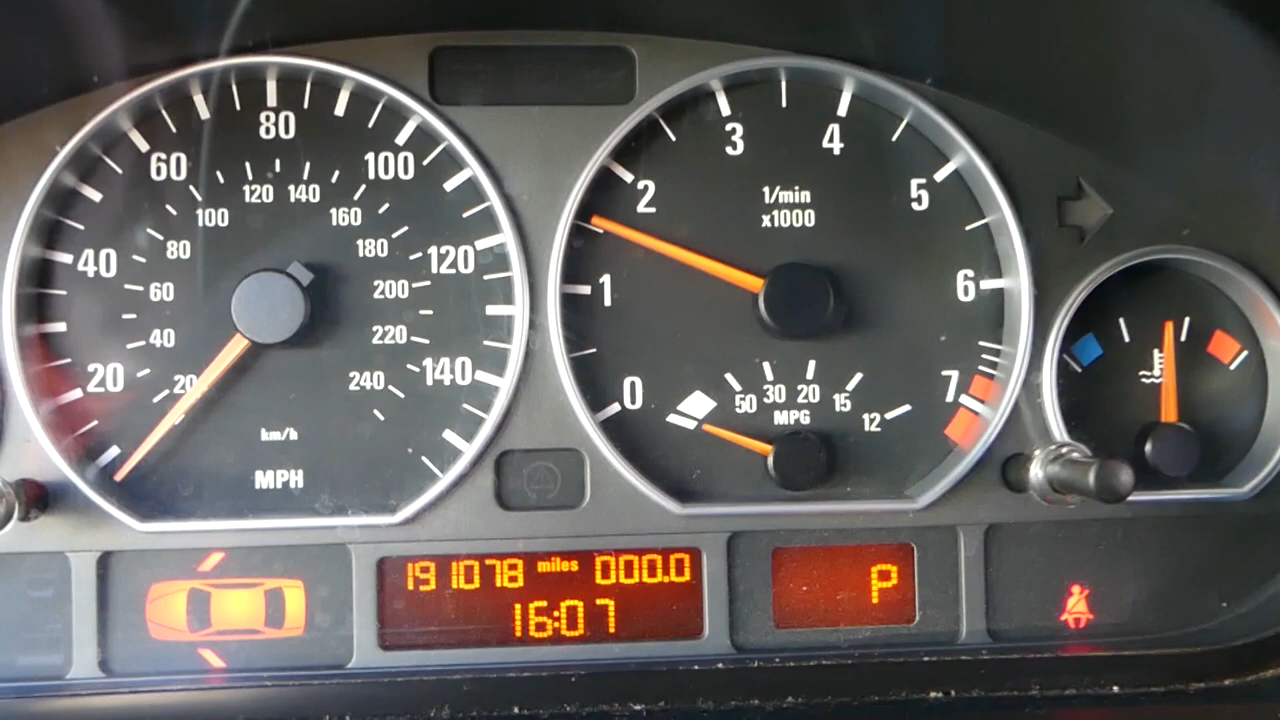 20 40 60 80 100 120 140
20 40 60 80 100 120 140 160 180 200 220 240
km/h
MPH
0 1 2 3 4 5 6 7
1/min
x1000
50 30 20 15 12
MPG
191078 miles 000.0
16:07
P